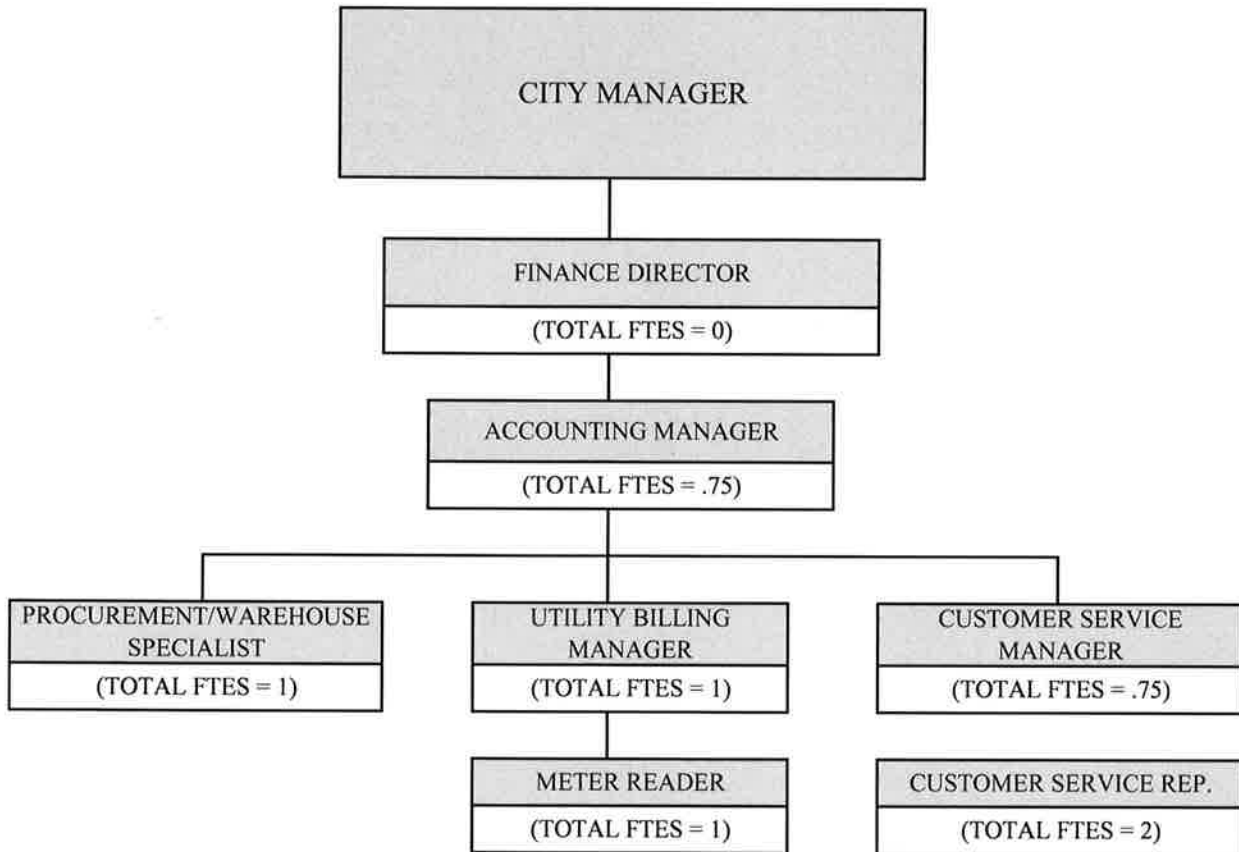 CITY MANAGER
FINANCE DIRECTOR
(TOTAL FTES = 0)
ACCOUNTING MANAGER
(TOTAL FTES = .75)
PROCUREMENT/WAREHOUSE
SPECIALIST
(TOTAL FTES = 1)
UTILITY BILLING
MANAGER
(TOTAL FTES = 1)
CUSTOMER SERVICE
MANAGER
(TOTAL FTES = .75)
METER READER
(TOTAL FTES = 1)
CUSTOMER SERVICE REP.
(TOTAL FTES = 2)